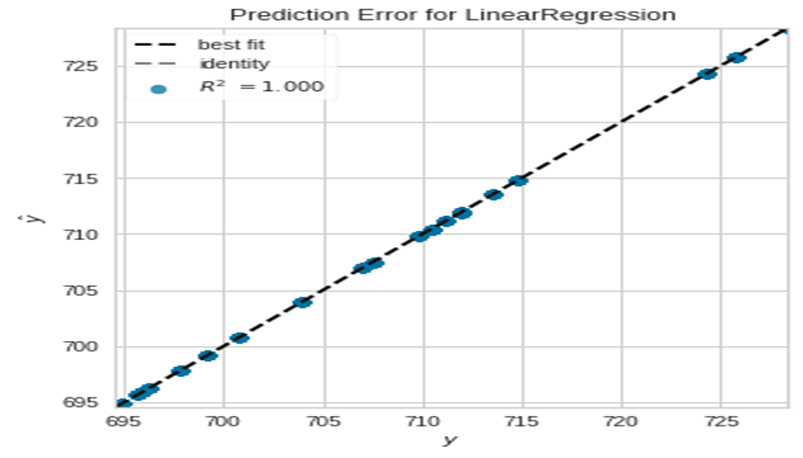 Prediction Error for LinearRegression
best fit
identity
R² = 1.000
725
720
715
710
705
700
695
ŷ
695 700 705 710 715 720 725
y